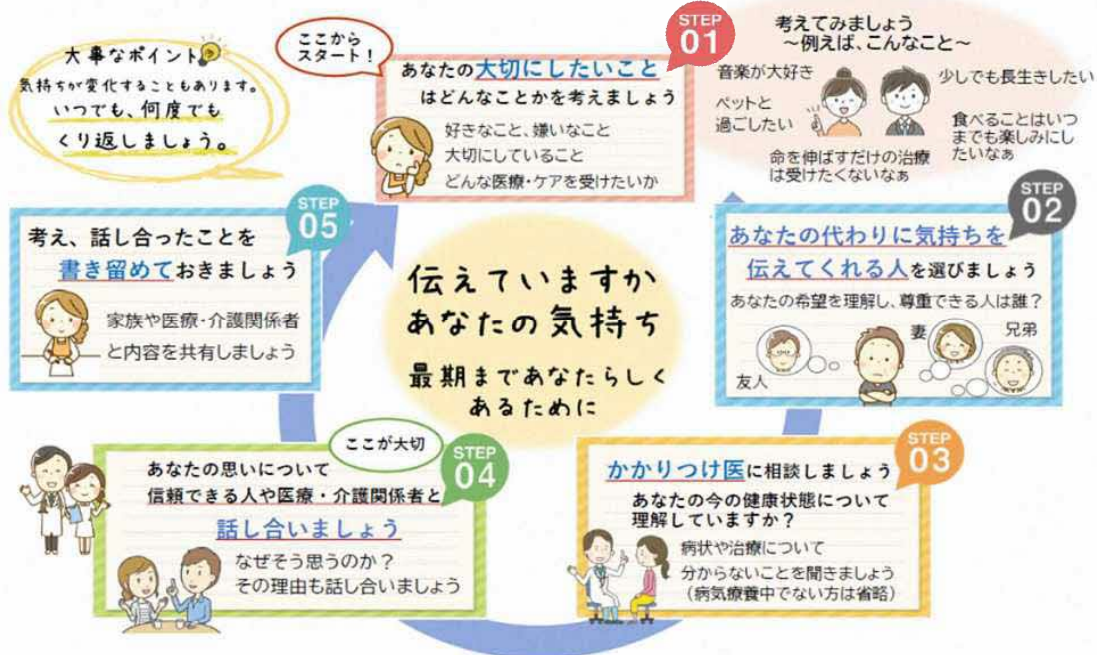 大事なポイント
気持ちが変化することもあります。
いつでも、何度でも
くり返しましょう。
ここから
スタート！
STEP
01
あなたの大切にしたいこと
はどんなことかを考えましょう
好きなこと、嫌いなこと
大切にしていること
どんな医療・ケアを受けたいか
考えてみましょう
～例えば、こんなこと～
音楽が大好き
少しでも長生きしたい
ペットと
過ごしたい
食べることはいつ
までも楽しみにし
たいなぁ
命を伸ばすだけの治療
は受けたくないなぁ
STEP
02
あなたの代わりに気持ちを
伝えてくれる人を選びましょう
あなたの希望を理解し、尊重できる人は誰？
友人
妻
兄弟
STEP
03
かかりつけ医に相談しましょう
あなたの今の健康状態について
理解していますか？
病状や治療について
分からないことを聞きましょう
（病気療養中でない方は省略）
ここが大切
STEP
04
あなたの思いについて
信頼できる人や医療・介護関係者と
話し合いましょう
なぜそう思うのか？
その理由も話し合いましょう
STEP
05
考え、話し合ったことを
書き留めておきましょう
家族や医療・介護関係者
と内容を共有しましょう
伝えていますか
あなたの気持ち
最期まであなたらしく
あるために